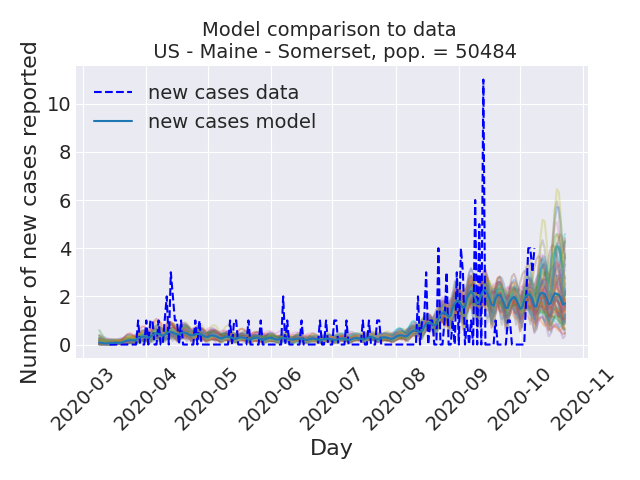 Model comparison to data
US - Maine - Somerset, pop. = 50484
Number of new cases reported
new cases data
new cases model
10
8
6
4
2
0
2020-03
2020-04
2020-05
2020-06
2020-07
2020-08
2020-09
2020-10
2020-11
Day